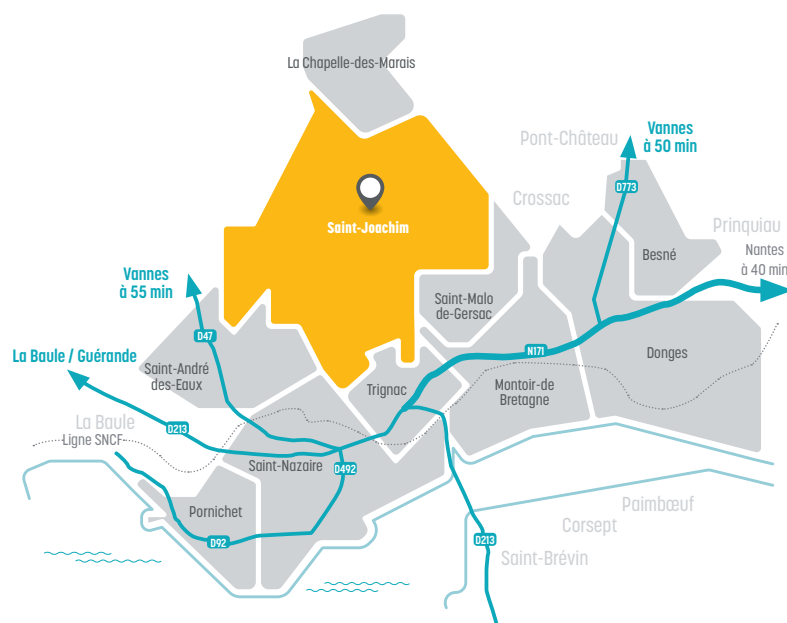 La Chapelle-des-Marais
Pont-Château
Vannes
à 50 min
D773
Crossac
Saint-Joachim
Prinquiau
Besné
Nantes
à 40 min
Vannes
à 55 min
Saint-Malo
de-Gersac
D47
La Baule / Guérande
N171
Donges
Saint-André
des-Eaux
Trignac
Montoir-de
Bretagne
La Baule
D213
Ligne SNCF
Saint-Nazaire
D492
Pornichet
D92
Paimbœuf
Corsept
D213
Saint-Brévin